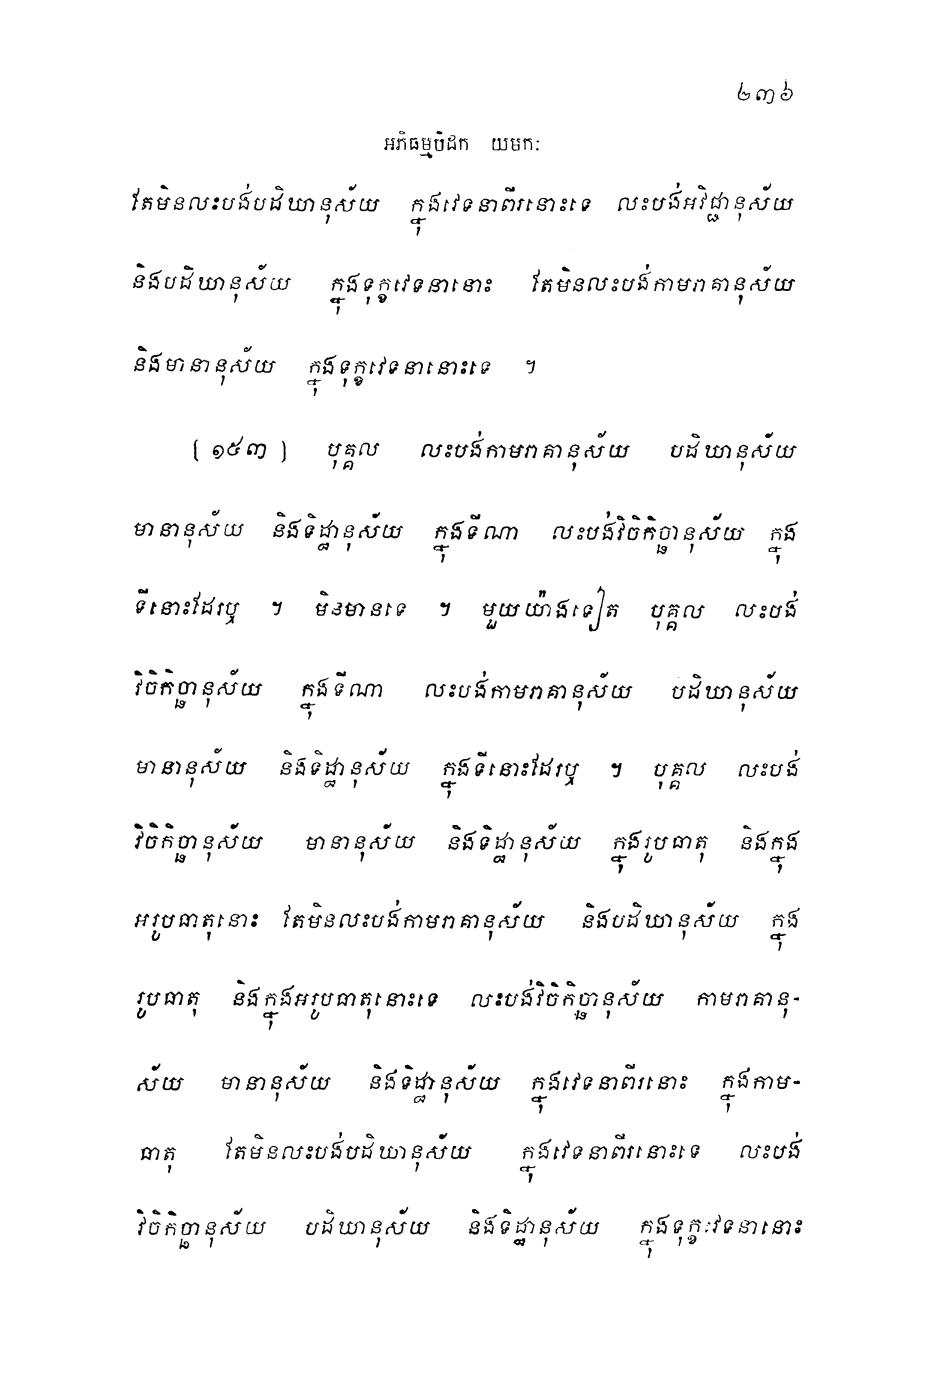 ២៣៦
អភិធម្មបិដក យមកៈ
តែមិនលះបង់បដិឃានុស័យ ក្នុងវេទនាពីរនោះទេ លះបង់អវិជ្ជានុស័យ
និងបដិឃានុស័យ ក្នុងទុក្ខវេទនានោះ តែមិនលះបង់កាមរាគានុស័យ
និងមានានុស័យ ក្នុងទុក្ខវេទនានោះទេ ។
[ ១៥៣ ] បុគ្គល លះបង់កាមរាគានុស័យ បដិឃានុស័យ
មានានុស័យ និងទិដ្ឋានុស័យ ក្នុងទីណា លះបង់វិចិកិច្ឆានុស័យ ក្នុង
ទីនោះដែរឬ ។ មិនមានទេ ។ មួយយ៉ាងទៀត បុគ្គល លះបង់
វិចិកិច្ឆានុស័យ ក្នុងទីណា លះបង់កាមរាគានុស័យ បដិឃានុស័យ
មានានុស័យ និងទិដ្ឋានុស័យ ក្នុងទីនោះដែរឬ ។ បុគ្គល លះបង់
វិចិកិច្ឆានុស័យ មានានុស័យ និងទិដ្ឋានុស័យ ក្នុងរូបធាតុ និងក្នុង
អរូបធាតុនោះ តែមិនលះបង់កាមរាគានុស័យ និងបដិឃានុស័យ ក្នុង
រូបធាតុ និងក្នុងអរូបធាតុនោះទេ លះបង់វិចិកិច្ឆានុស័យ កាមរាគានុ-
ស័យ មានានុស័យ និងទិដ្ឋានុស័យ ក្នុងវេទនាពីរនោះ ក្នុងកាម-
ធាតុ តែមិនលះបង់បដិឃានុស័យ ក្នុងវេទនាពីរនោះទេ លះបង់
វិចិកិច្ឆានុស័យ បដិឃានុស័យ និងទិដ្ឋានុស័យ ក្នុងទុក្ខវេទនានោះ